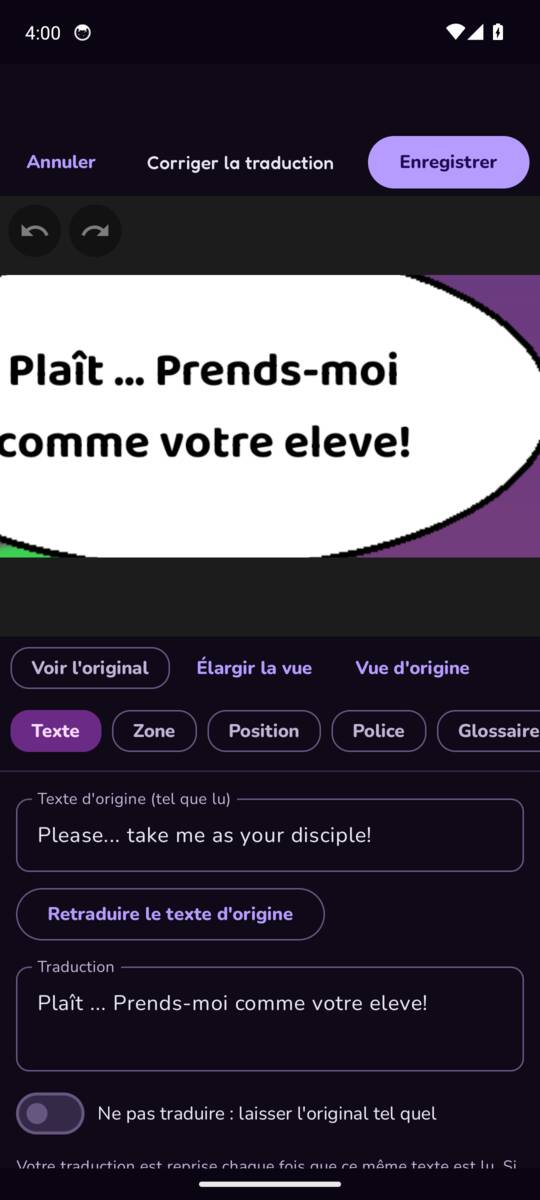 4:00
Annuler
Corriger la traduction
Enregistrer
Plaît ... Prends-moi
comme votre eleve!
Voir l'original
Élargir la vue
Vue d'origine
Texte
Zone
Position
Police
Glossaire
Texte d'origine (tel que lu)
Please... take me as your disciple!
Retraduire le texte d'origine
Traduction
Plaît ... Prends-moi comme votre eleve!
Ne pas traduire : laisser l'original tel quel
Votre traduction est reprise chaque fois que ce même texte est lu. Si